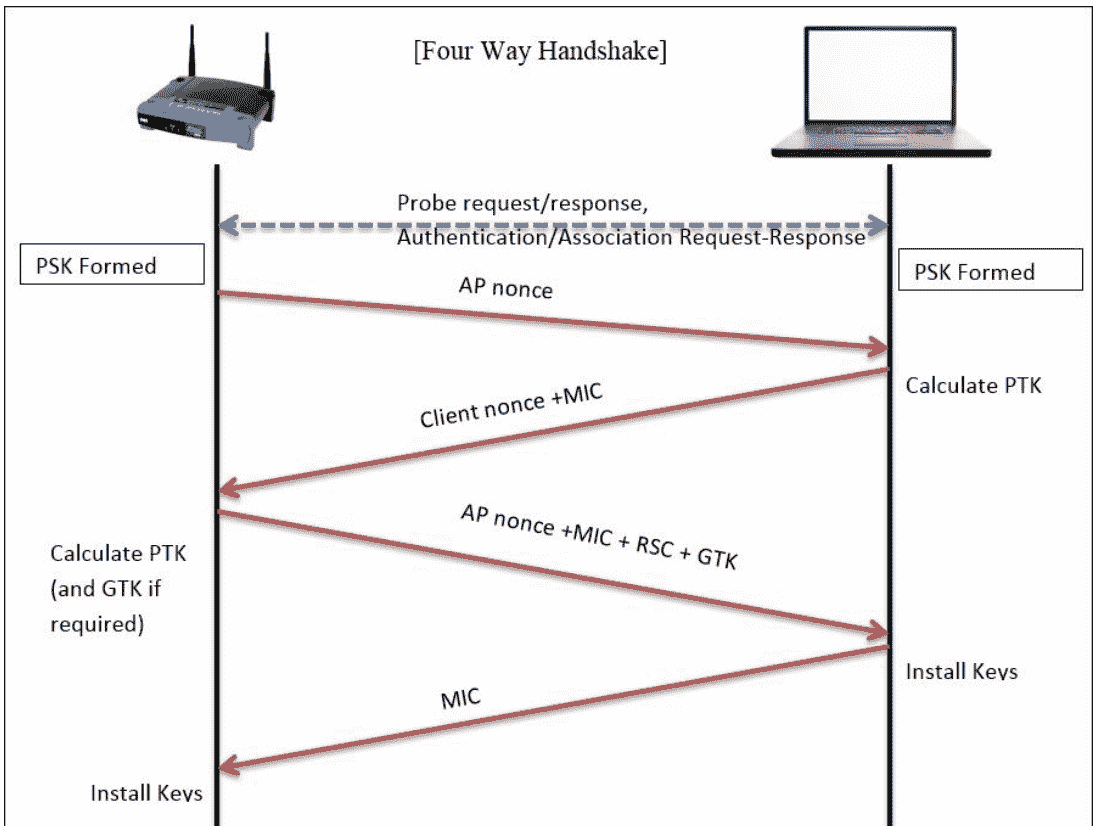 [Four Way Handshake]
Probe request/response,
Authentication/Association Request-Response
PSK Formed
PSK Formed
AP nonce
Calculate PTK
Client nonce +MIC
AP nonce +MIC + RSC + GTK
Calculate PTK
(and GTK if
required)
Install Keys
MIC
Install Keys